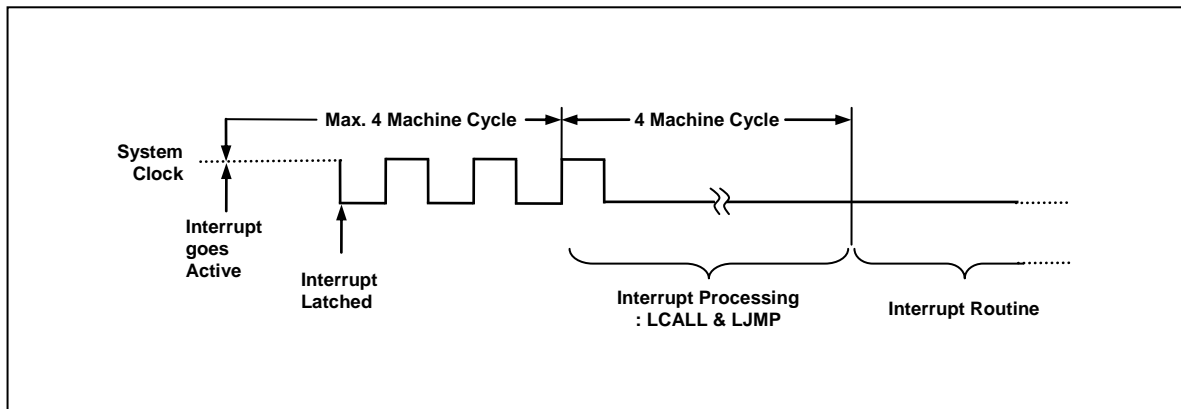 Max. 4 Machine Cycle
4 Machine Cycle
System
Clock
Interrupt
goes
Active
Interrupt
Latched
Interrupt Processing
: LCALL & LJMP
Interrupt Routine